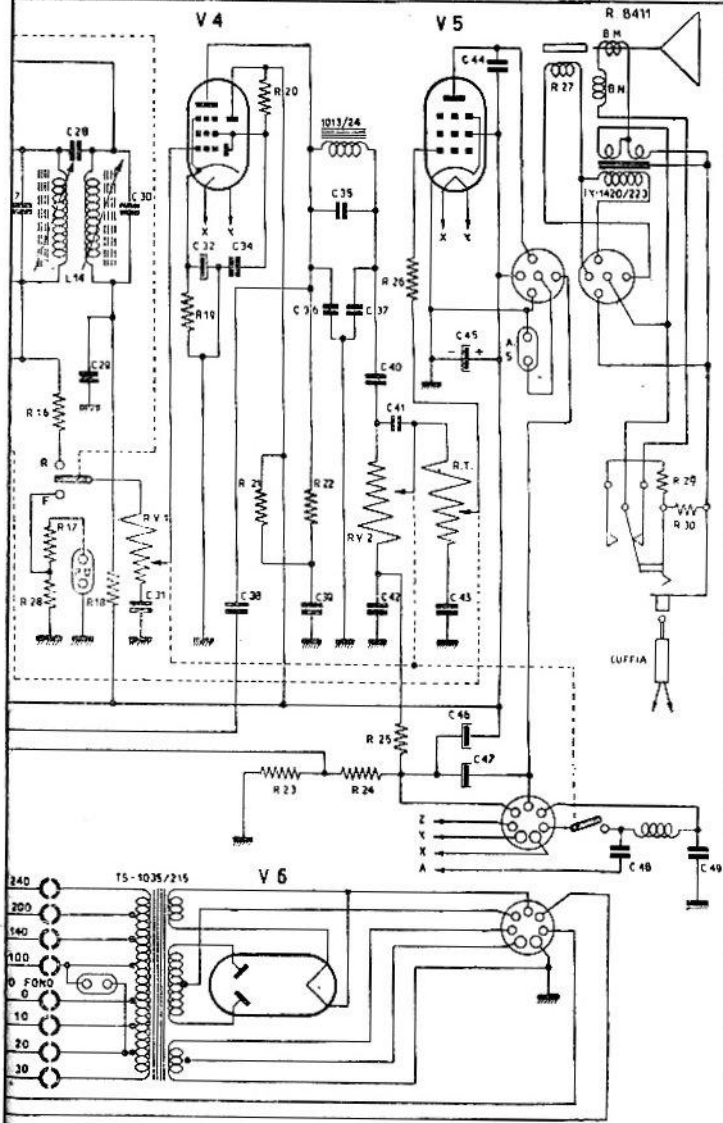 V 4
V 5
R. 8411
B M
C 44
R 20
R 27
B N
C 28
1013/24
7
C 30
C 35
TY-1420/223
X
Y
X
Y
L 14
C 32
C 34
R 26
R 19
C 36
C 37
C 45
A.
S
-
+
C 29
C 40
R 16
C 41
R
R 21
R 22
R.T.
R 29
F
R.V.1
R.V.2
R 30
R 17
R 28
R 18
C 31
C 38
C 39
C 42
C 43
CUFFIA
R 25
C 46
C 47
R 23
R 24
Z
Y
X
A
C 48
C 49
TS-1035/215
V 6
240
200
140
100
0 FONO
0
10
20
30